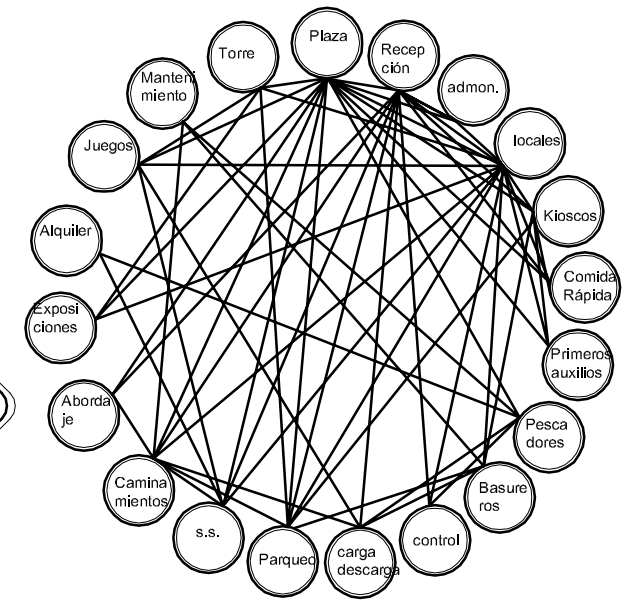 Plaza
Torre
Recep
ción
Manteni
miento
admon.
Juegos
locales
Alquiler
Kioscos
Exposi
ciones
Comida
Rápida
Aborda
je
Primeros
auxilios
Pesca
dores
Camina
mientos
Basure
ros
s.s.
Parqueo
carga
descarga
control